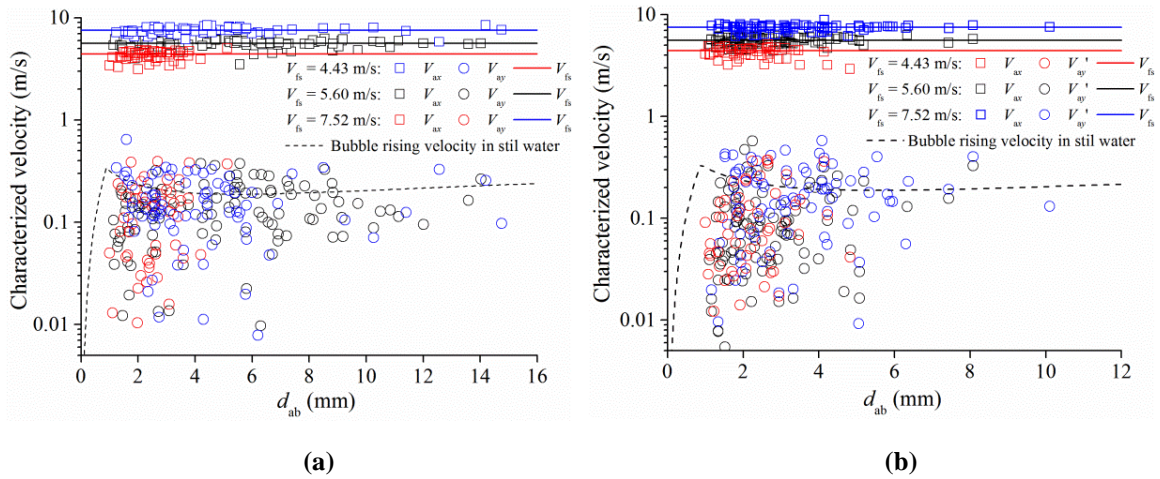 10
1
0.1
0.01
Characterized velocity (m/s)
V_fs = 4.43 m/s: V_ax V_ay V_fs
V_fs = 5.60 m/s: V_ax V_ay V_fs
V_fs = 7.52 m/s: V_ax V_ay V_fs
Bubble rising velocity in stil water
0 2 4 6 8 10 12 14 16
d_ab (mm)
(a)
10
1
0.1
0.01
Characterized velocity (m/s)
V_fs = 4.43 m/s: V_ax V_ay' V_fs
V_fs = 5.60 m/s: V_ax V_ay' V_fs
V_fs = 7.52 m/s: V_ax V_ay' V_fs
Bubble rising velocity in stil water
0 2 4 6 8 10 12
d_ab (mm)
(b)